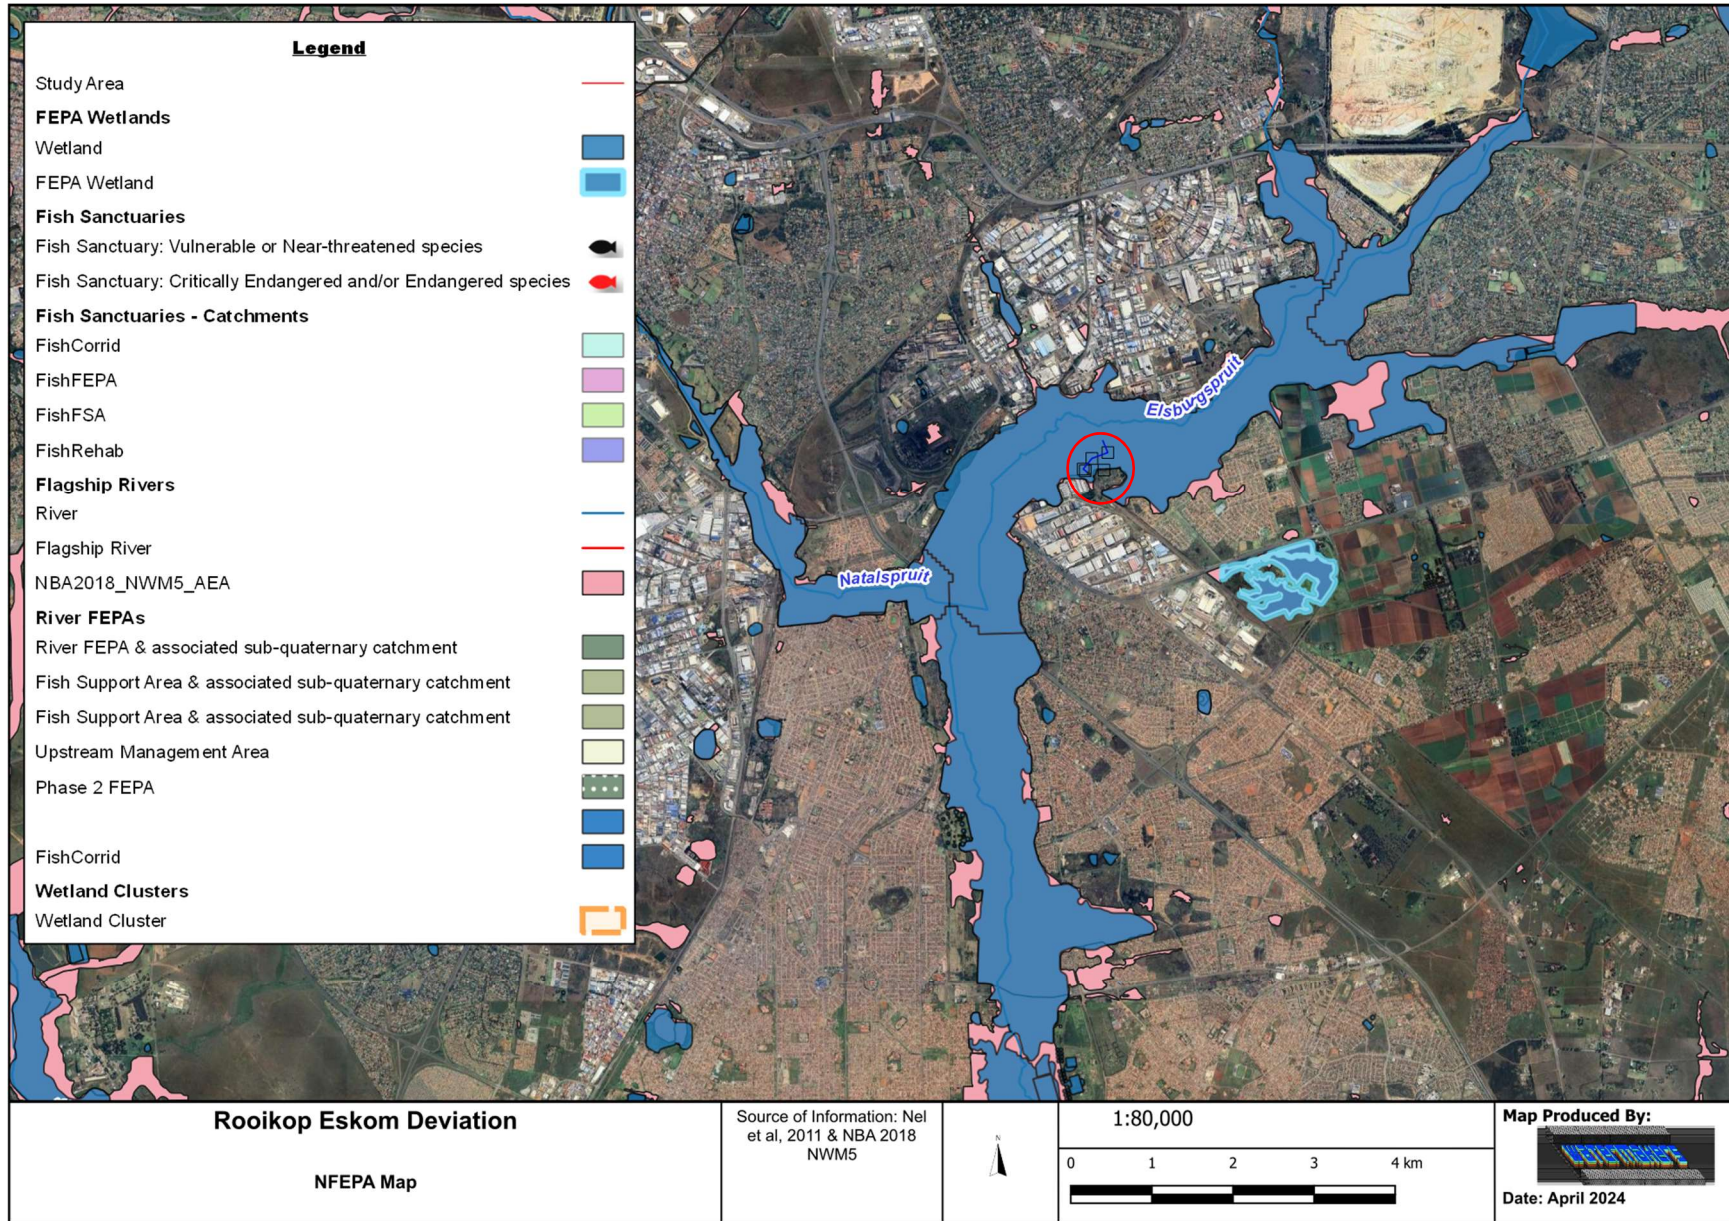 Legend
Study Area
FEPA Wetlands
Wetland
FEPA Wetland
Fish Sanctuaries
Fish Sanctuary: Vulnerable or Near-threatened species
Fish Sanctuary: Critically Endangered and/or Endangered species
Fish Sanctuaries - Catchments
FishCorrid
FishFEPA
FishFSA
FishRehab
Flagship Rivers
River
Flagship River
NBA2018_NWM5_AEA
River FEPAs
River FEPA & associated sub-quaternary catchment
Fish Support Area & associated sub-quaternary catchment
Fish Support Area & associated sub-quaternary catchment
Upstream Management Area
Phase 2 FEPA
FishCorrid
Wetland Clusters
Wetland Cluster
Elsburgspruit
Natalspruit
Rooikop Eskom Deviation
NFEPA Map
Source of Information: Nel
et al, 2011 & NBA 2018
NWM5
N
1:80,000
0 1 2 3 4 km
Map Produced By:
WaterMakers
Date: April 2024